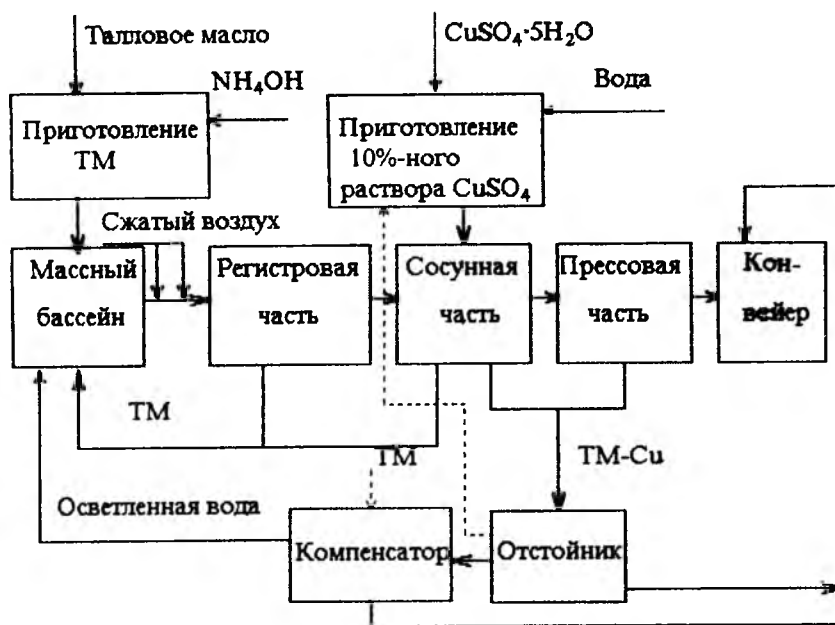 Талловое масло
CuSO₄·5H₂O
NH₄OH
Вода
Приготовление
ТМ
Приготовление
10%-ного
раствора CuSO₄
Сжатый воздух
Массный
бассейн
Регистровая
часть
Сосунная
часть
Прессовая
часть
Кон-
вейер
ТМ
ТМ
ТМ-Cu
Осветленная вода
Компенсатор
Отстойник